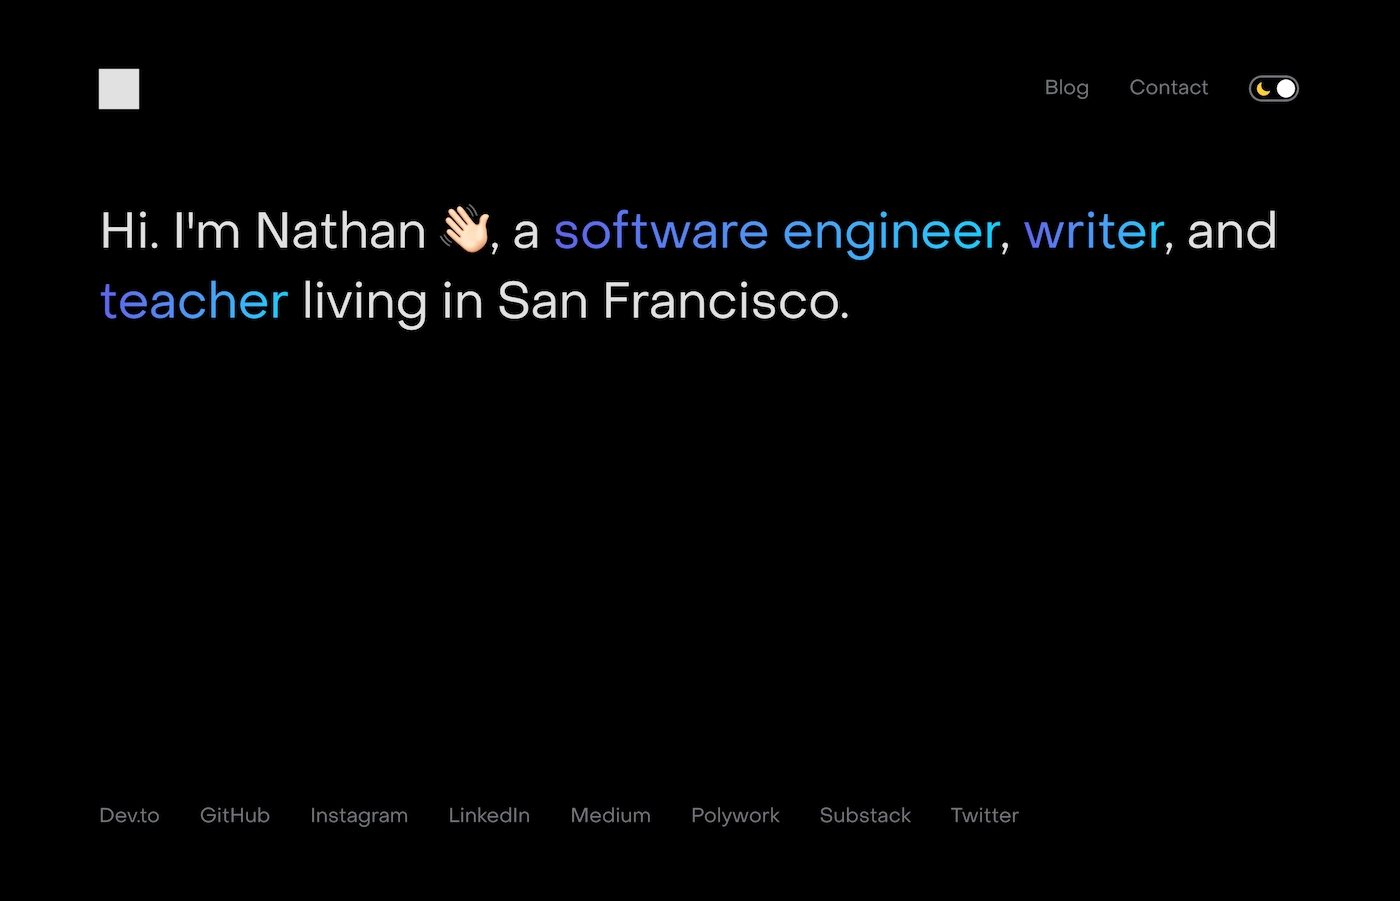 Blog Contact
Hi. I'm Nathan 👋🏻, a software engineer, writer, and
teacher living in San Francisco.
Dev.to GitHub Instagram LinkedIn Medium Polywork Substack Twitter